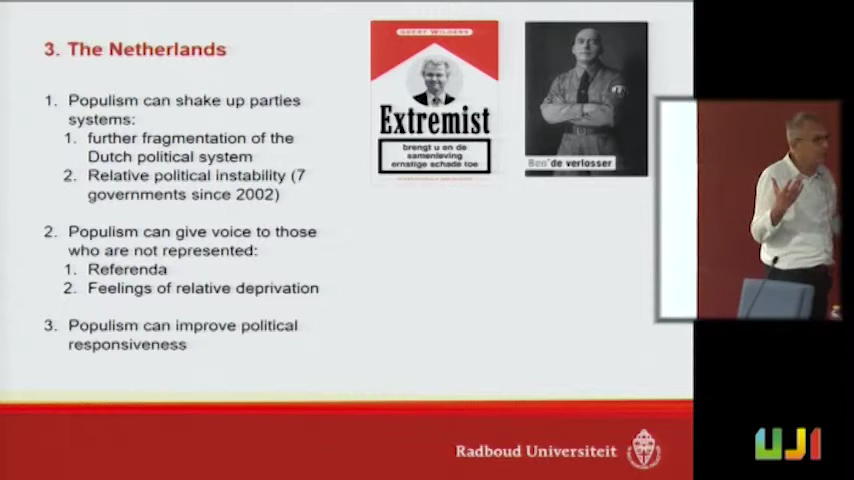 3. The Netherlands
1. Populism can shake up parties
systems:
1. further fragmentation of the
Dutch political system
2. Relative political instability (7
governments since 2002)
2. Populism can give voice to those
who are not represented:
1. Referenda
2. Feelings of relative deprivation
3. Populism can improve political
responsiveness
GEERT WILDERS
Extremist
brengt u en de
samenleving
ernstige schade toe
Ben de verlosser
Radboud Universiteit
UJI